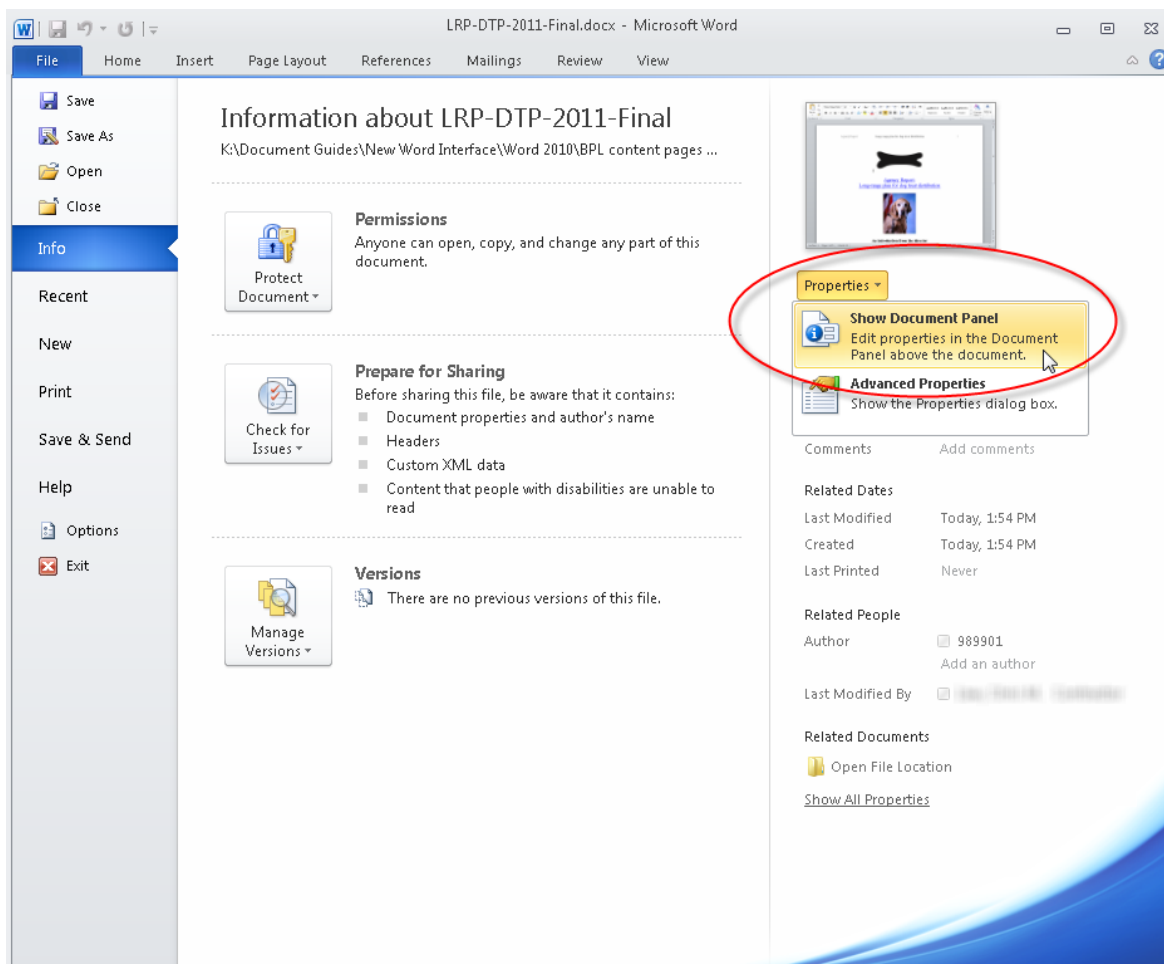 LRP-DTP-2011-Final.docx - Microsoft Word
File Home Insert Page Layout References Mailings Review View
Save
Save As
Open
Close
Info
Recent
New
Print
Save & Send
Help
Options
Exit
Information about LRP-DTP-2011-Final
K:\Document Guides\New Word Interface\Word 2010\BPL content pages ...
Protect
Document
Permissions
Anyone can open, copy, and change any part of this
document.
Check for
Issues
Prepare for Sharing
Before sharing this file, be aware that it contains:
Document properties and author's name
Headers
Custom XML data
Content that people with disabilities are unable to
read
Manage
Versions
Versions
There are no previous versions of this file.
Properties
Show Document Panel
Edit properties in the Document
Panel above the document.
Advanced Properties
Show the Properties dialog box.
Comments Add comments
Related Dates
Last Modified Today, 1:54 PM
Created Today, 1:54 PM
Last Printed Never
Related People
Author 989901
Add an author
Last Modified By
Related Documents
Open File Location
Show All Properties